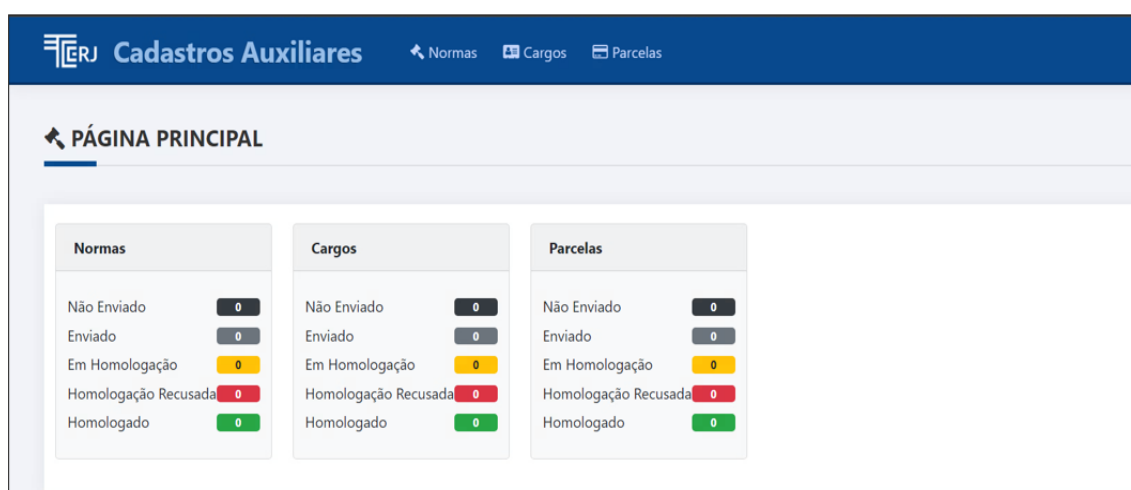 TCERJ Cadastros Auxiliares Normas Cargos Parcelas
PÁGINA PRINCIPAL
Normas
Não Enviado 0
Enviado 0
Em Homologação 0
Homologação Recusada 0
Homologado 0
Cargos
Não Enviado 0
Enviado 0
Em Homologação 0
Homologação Recusada 0
Homologado 0
Parcelas
Não Enviado 0
Enviado 0
Em Homologação 0
Homologação Recusada 0
Homologado 0